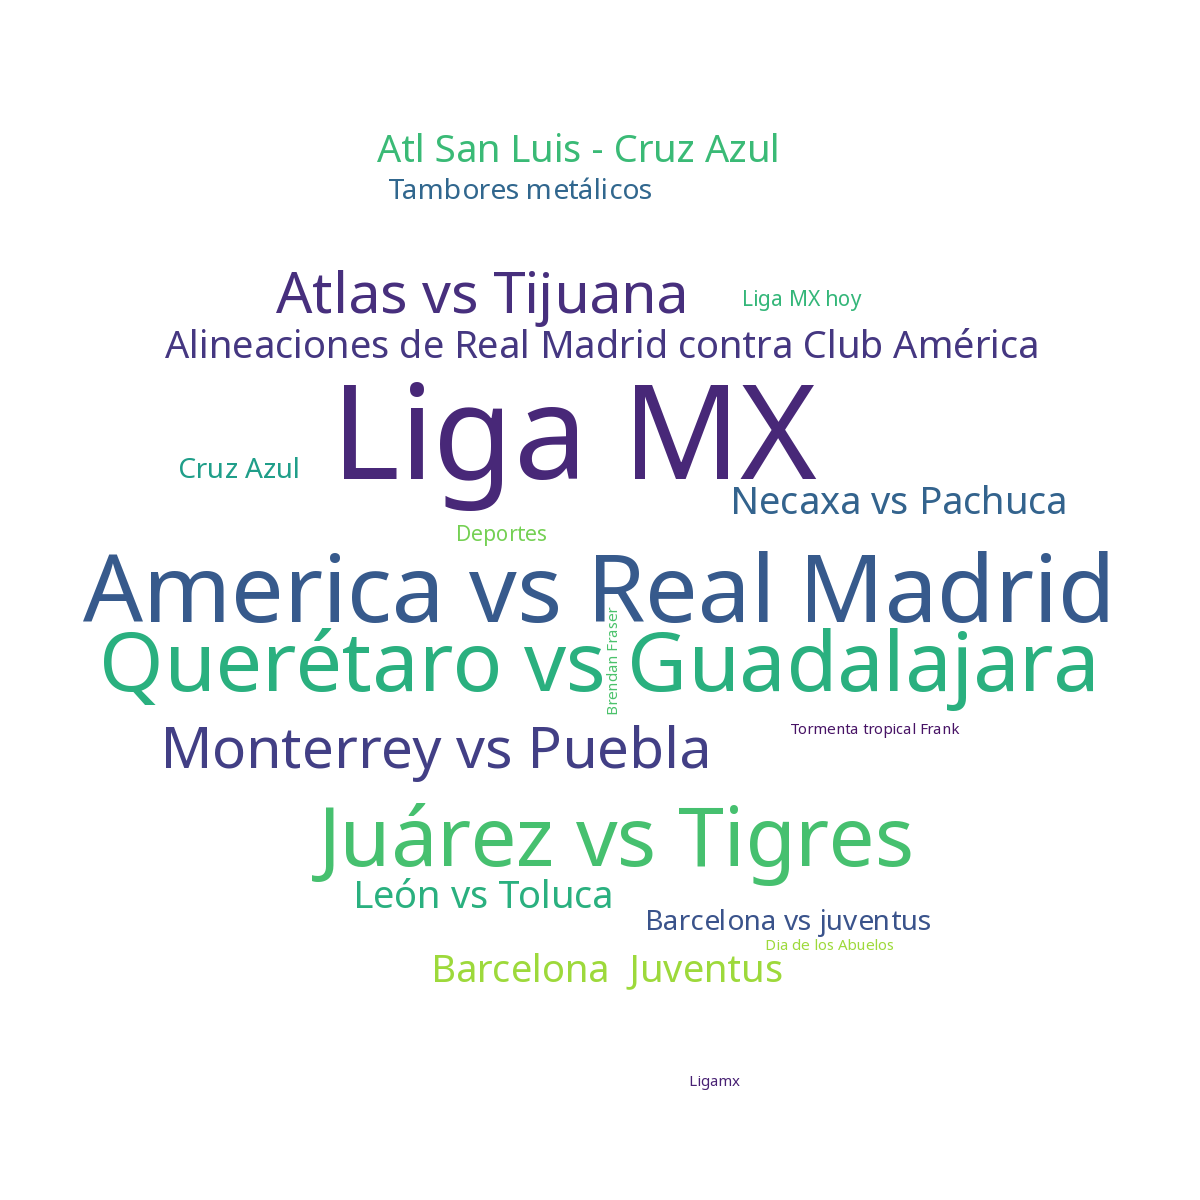 Atl San Luis - Cruz Azul
Tambores metálicos
Atlas vs Tijuana
Liga MX hoy
Alineaciones de Real Madrid contra Club América
Liga MX
Cruz Azul
Necaxa vs Pachuca
Deportes
America vs Real Madrid
Querétaro vs Guadalajara
Brendan Fraser
Monterrey vs Puebla
Tormenta tropical Frank
Juárez vs Tigres
León vs Toluca
Barcelona vs juventus
Dia de los Abuelos
Barcelona  Juventus
Ligamx